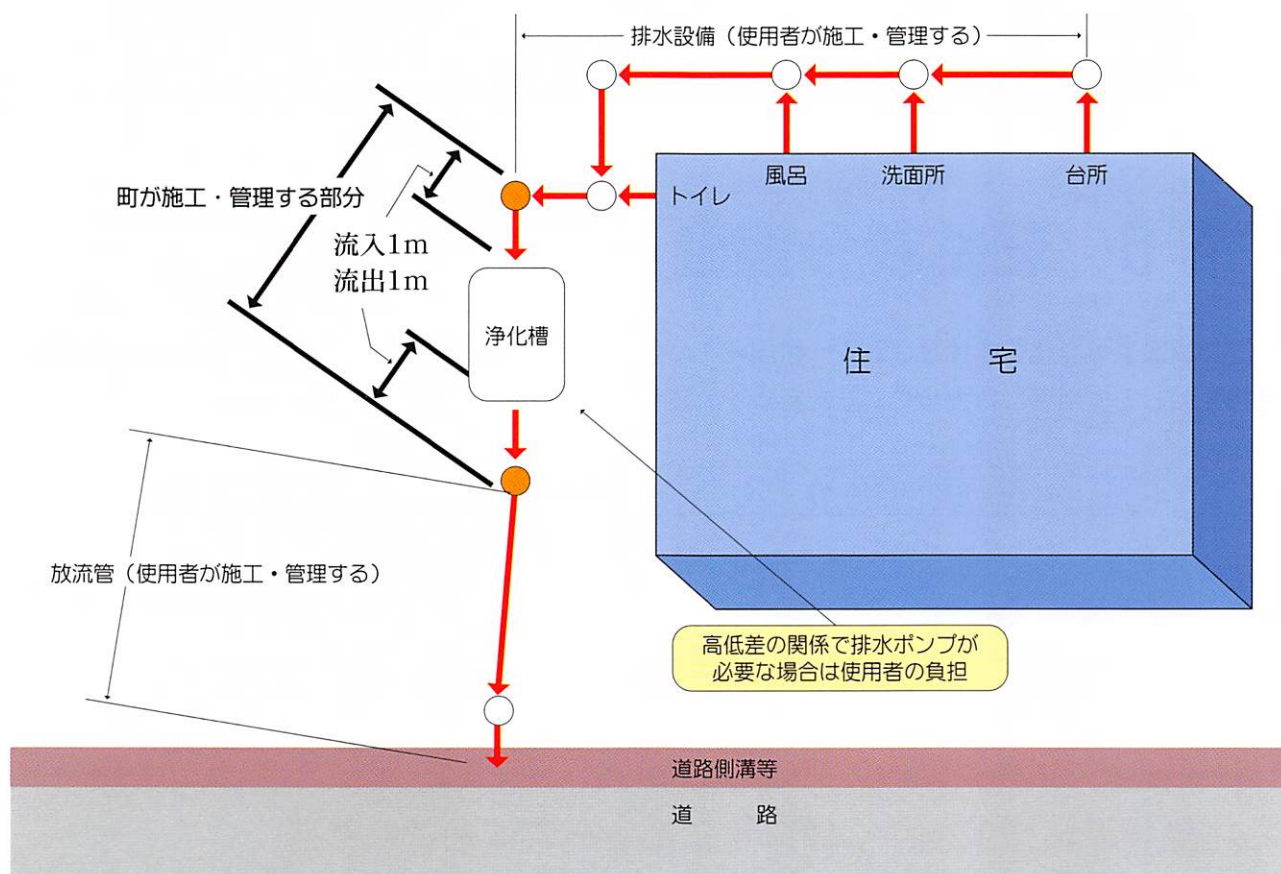 排水設備（使用者が施工・管理する）
風呂
洗面所
台所
トイレ
町が施工・管理する部分
流入1m
流出1m
浄化槽
住　宅
放流管（使用者が施工・管理する）
高低差の関係で排水ポンプが
必要な場合は使用者の負担
道路側溝等
道　路